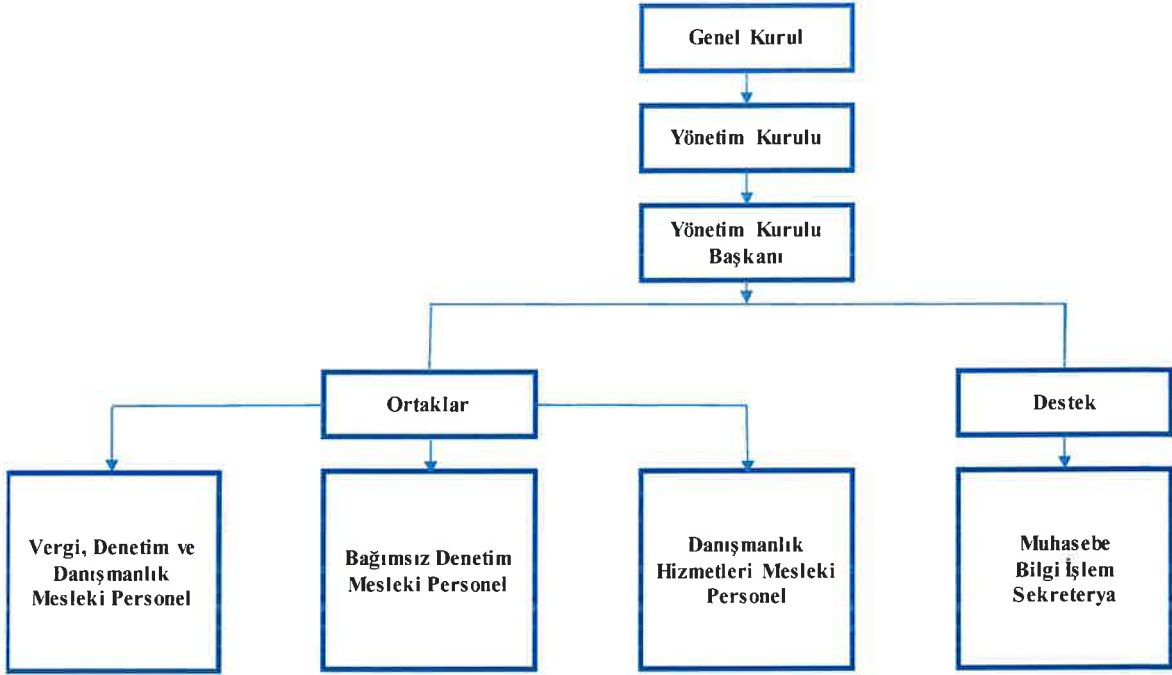 Genel Kurul
Yönetim Kurulu
Yönetim Kurulu
Başkanı
Ortaklar
Destek
Vergi, Denetim ve
Danışmanlık
Mesleki Personel
Bağımsız Denetim
Mesleki Personel
Danışmanlık
Hizmetleri Mesleki
Personel
Muhasebe
Bilgi İşlem
Sekreterya